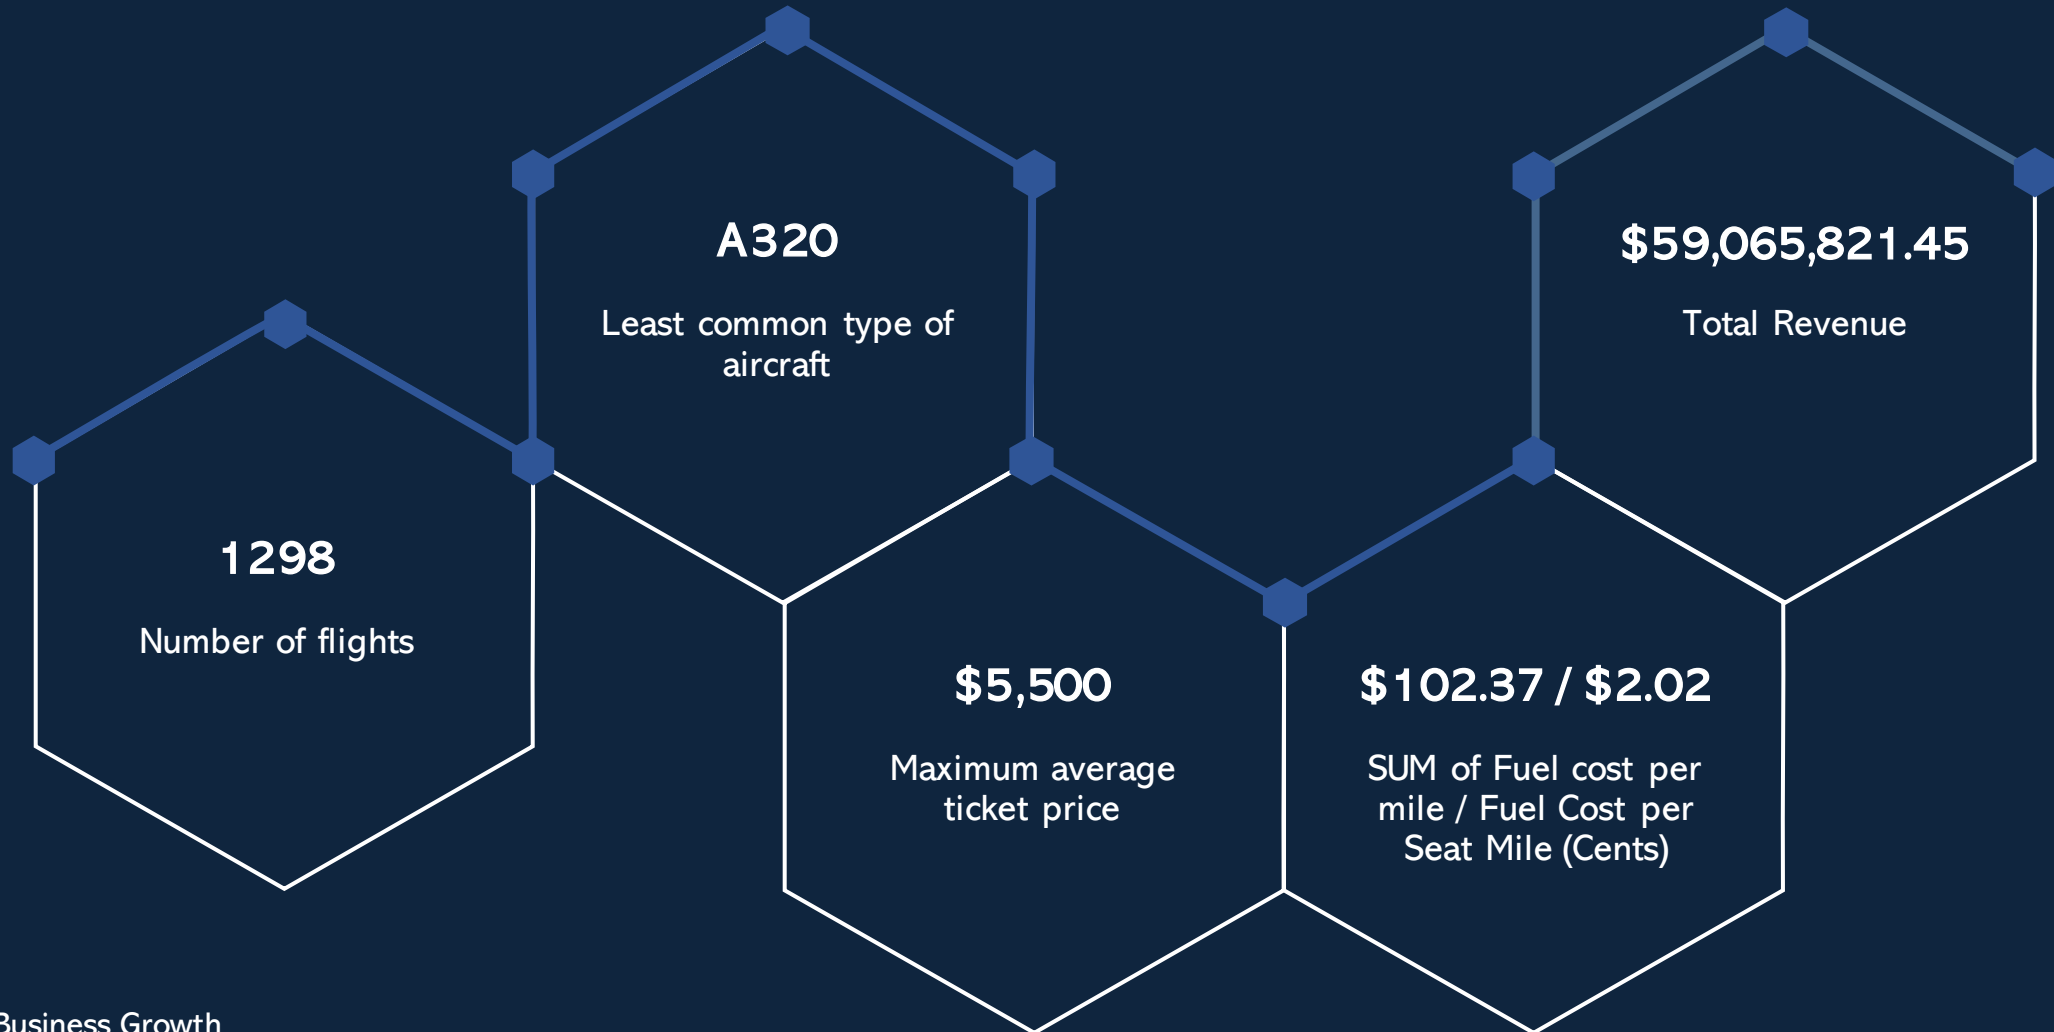 A320
Least common type of
aircraft
$59,065,821.45
Total Revenue
1298
Number of flights
$5,500
Maximum average
ticket price
$102.37 / $2.02
SUM of Fuel cost per
mile / Fuel Cost per
Seat Mile (Cents)
Business Growth